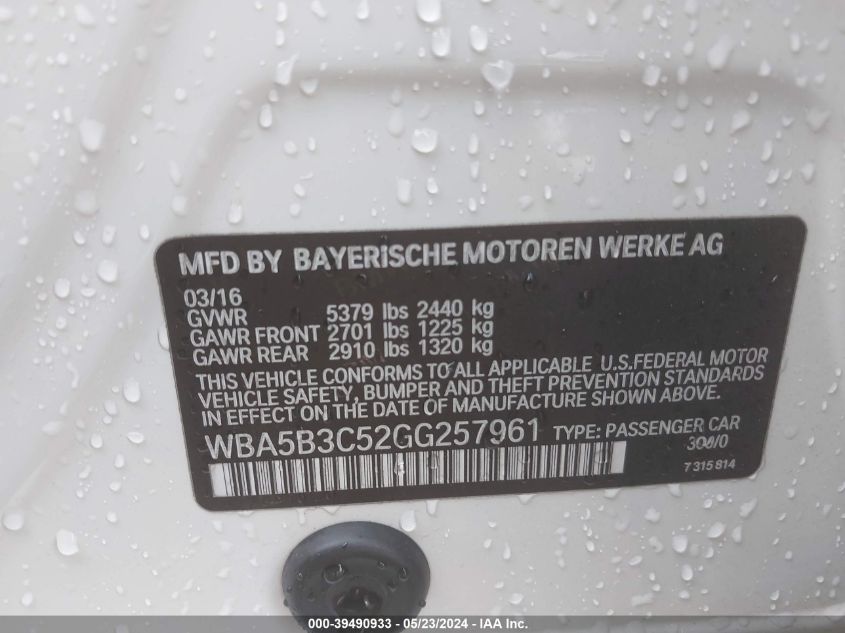 MFD BY BAYERISCHE MOTOREN WERKE AG
03/16
GVWR 5379 lbs 2440 kg
GAWR FRONT 2701 lbs 1225 kg
GAWR REAR 2910 lbs 1320 kg
THIS VEHICLE CONFORMS TO ALL APPLICABLE U.S.FEDERAL MOTOR
VEHICLE SAFETY, BUMPER AND THEFT PREVENTION STANDARDS
IN EFFECT ON THE DATE OF MANUFACTURE SHOWN ABOVE.
WBA5B3C52GG257961 TYPE: PASSENGER CAR
7315814
000-39490933 - 05/23/2024 - IAA Inc.